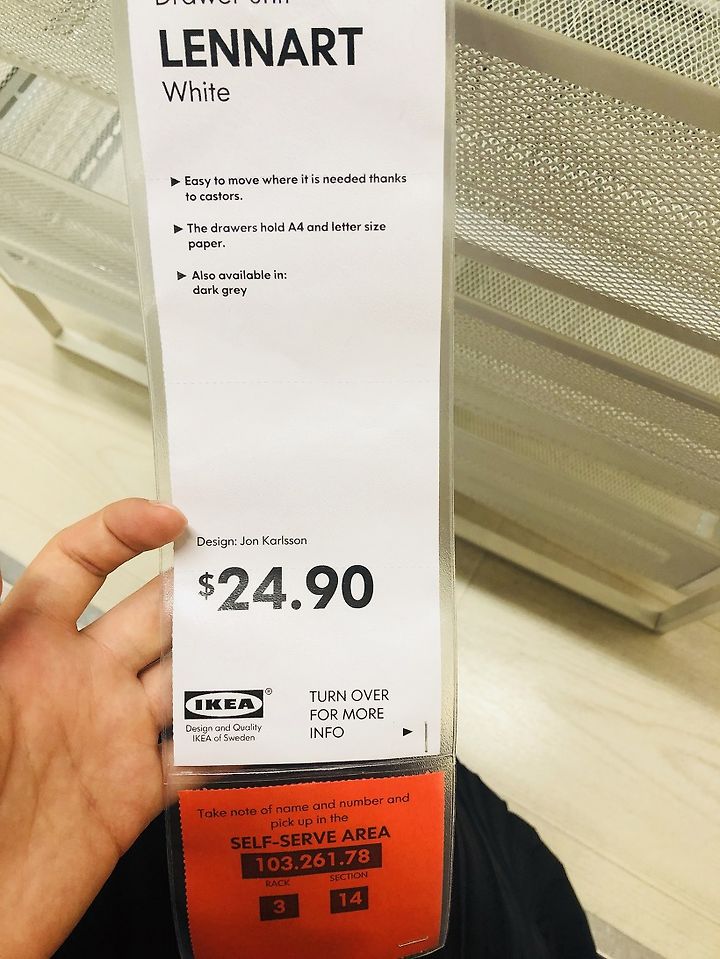 Drawer unit
LENNART
White
▶ Easy to move where it is needed thanks
to castors.
▶ The drawers hold A4 and letter size
paper.
▶ Also available in:
dark grey
Design: Jon Karlsson
$24.90
IKEA®
Design and Quality
IKEA of Sweden
TURN OVER
FOR MORE
INFO ▶
Take note of name and number and
pick up in the
SELF-SERVE AREA
103.261.78
RACK SECTION
3 14